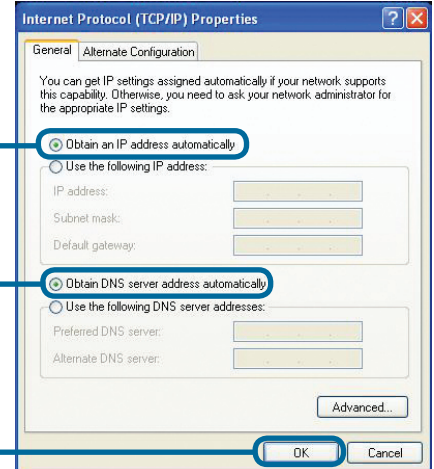 Internet Protocol (TCP/IP) Properties
General
Alternate Configuration
You can get IP settings assigned automatically if your network supports
this capability. Otherwise, you need to ask your network administrator for
the appropriate IP settings.
Obtain an IP address automatically
Use the following IP address:
IP address:
Subnet mask:
Default gateway:
Obtain DNS server address automatically
Use the following DNS server addresses:
Preferred DNS server:
Alternate DNS server:
Advanced...
OK
Cancel